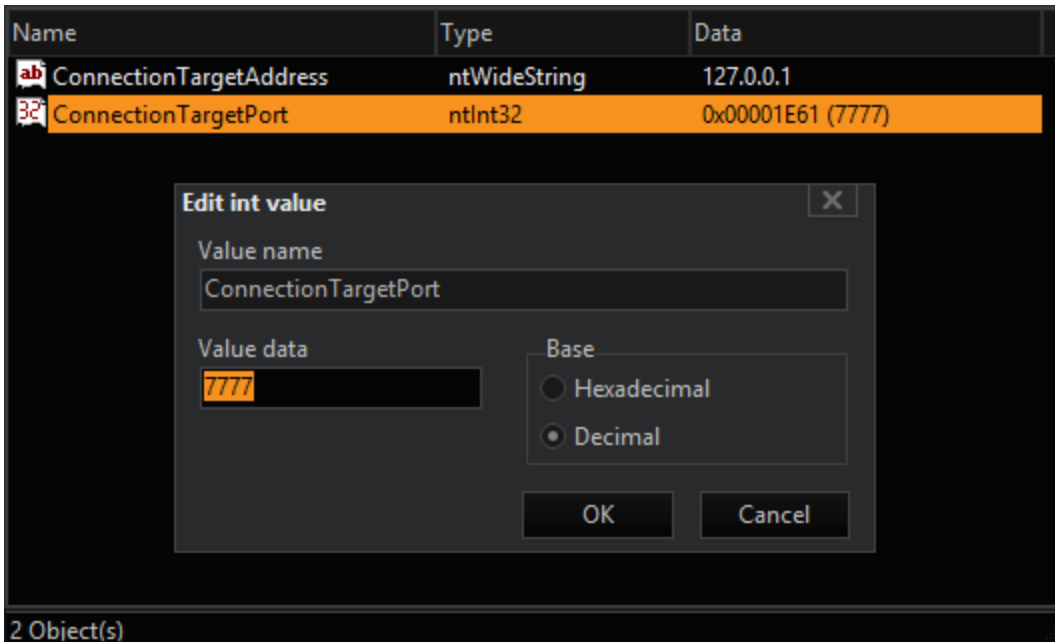 Name Type Data
ab ConnectionTargetAddress ntWideString 127.0.0.1
32 ConnectionTargetPort ntInt32 0x00001E61 (7777)
Edit int value
Value name
ConnectionTargetPort
Value data Base
7777 Hexadecimal
Decimal
OK Cancel
2 Object(s)